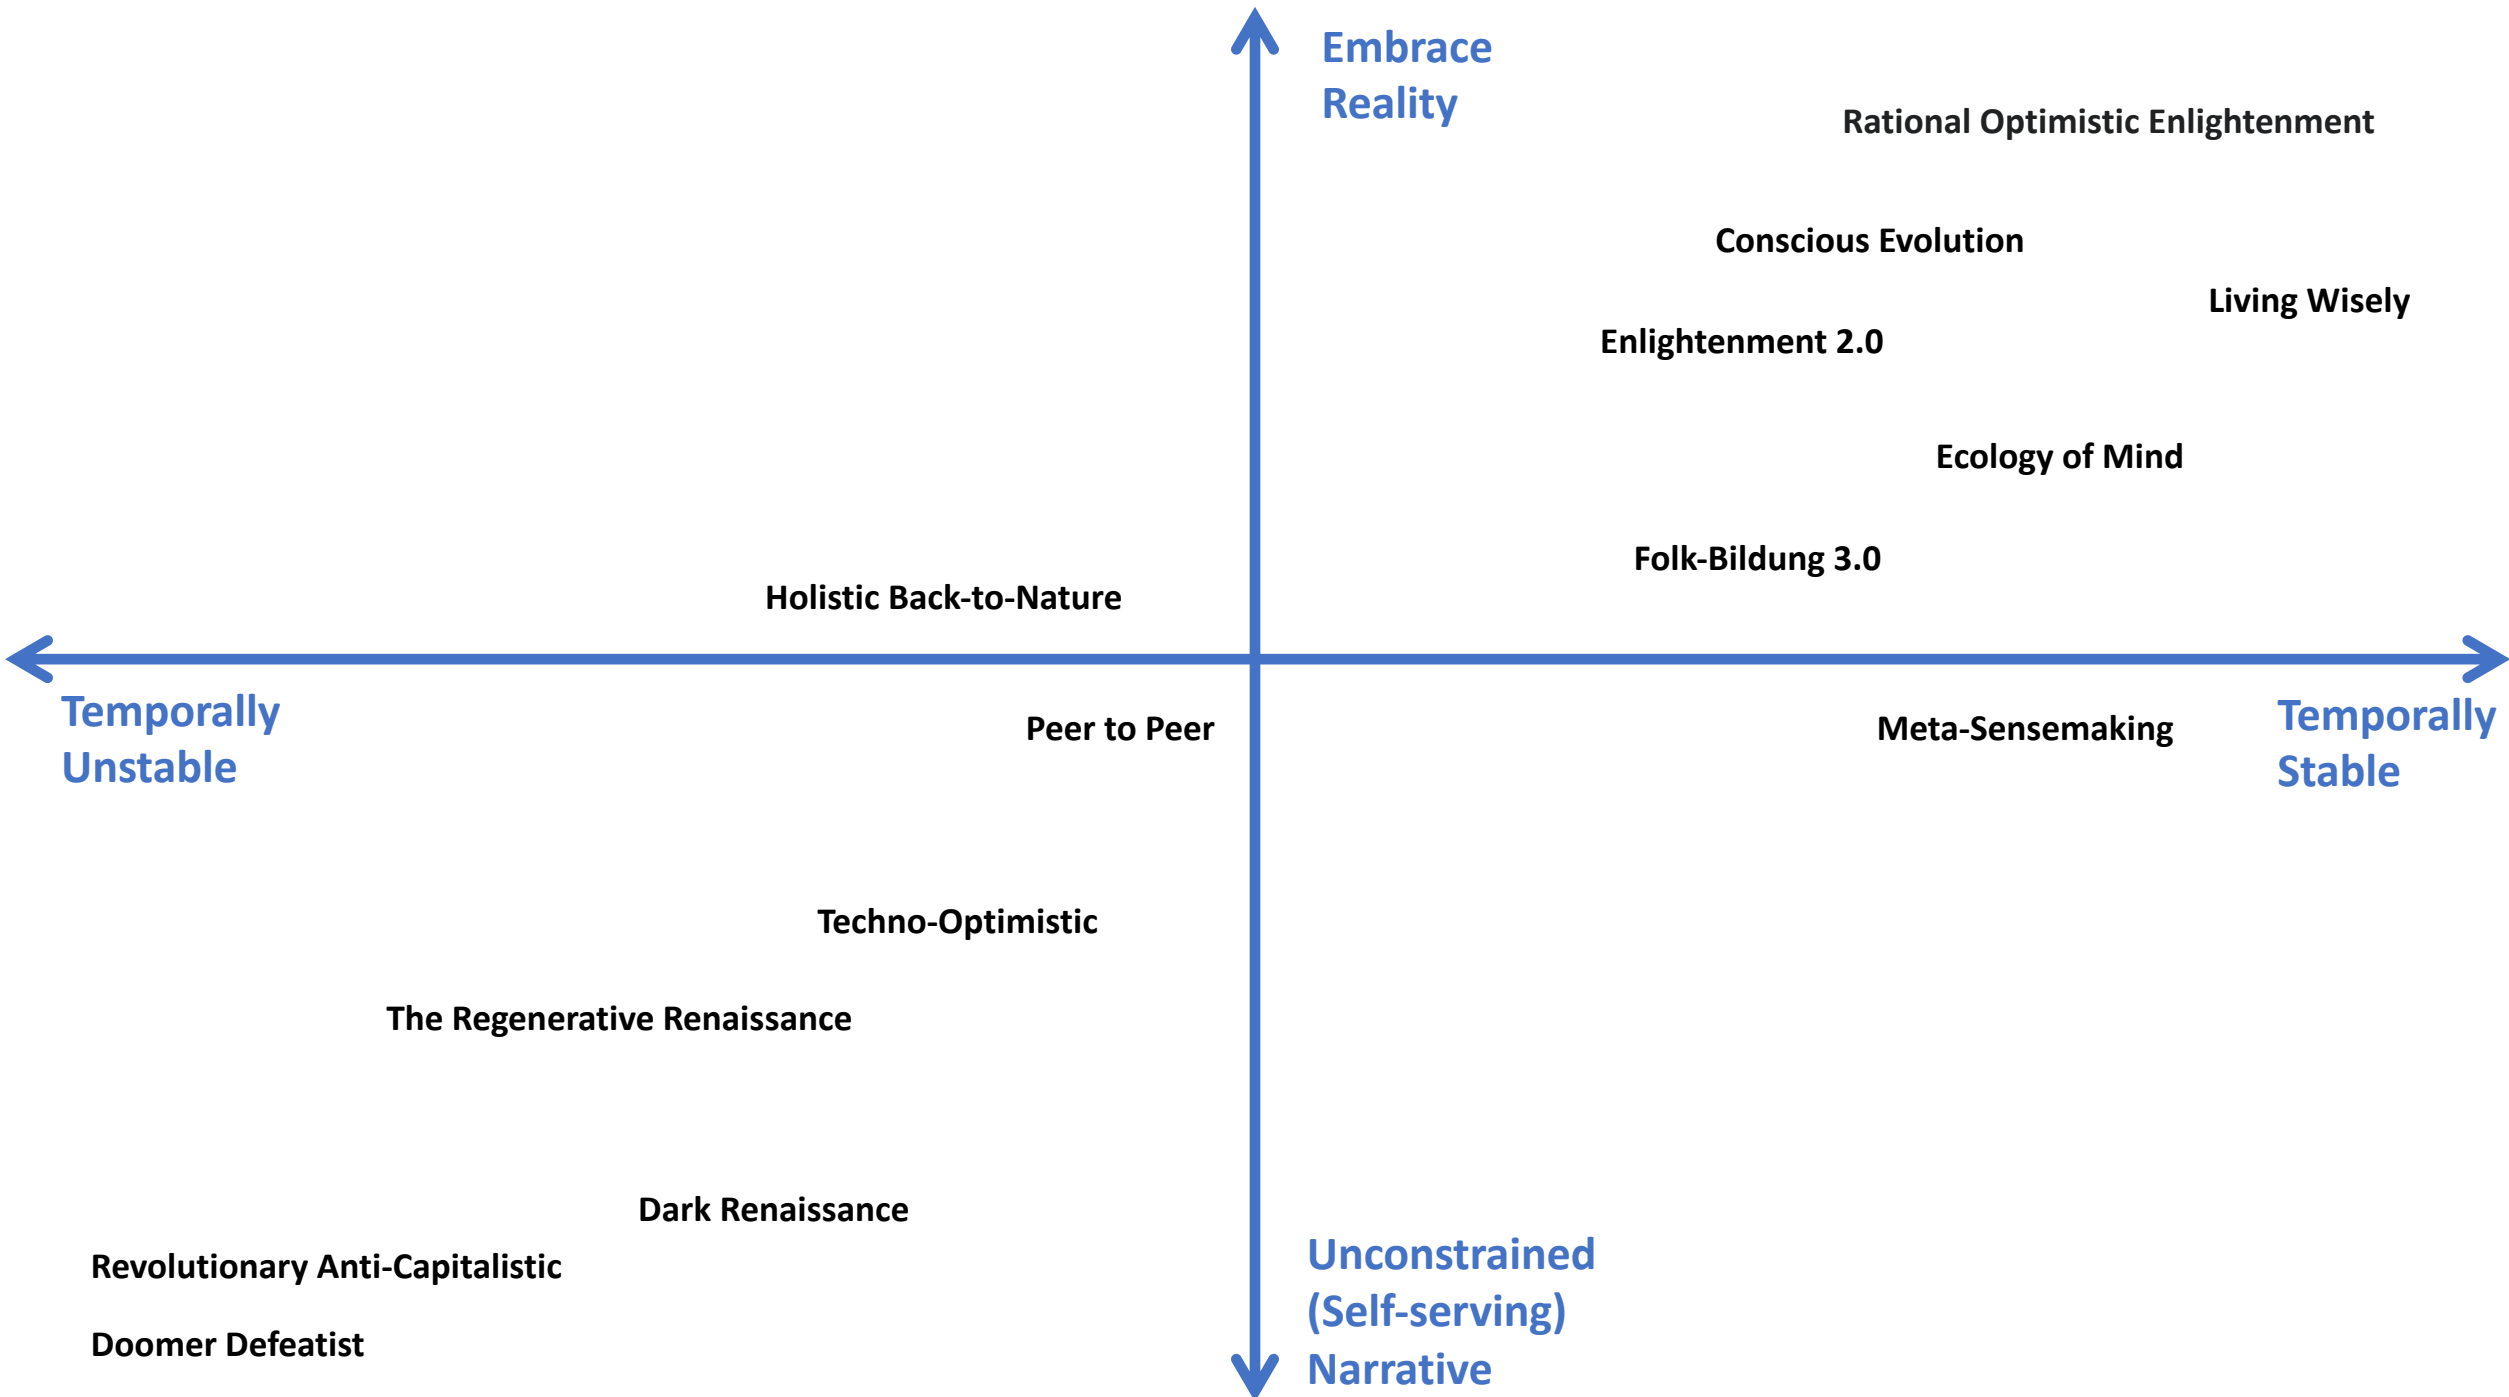 Embrace
Reality
Rational Optimistic Enlightenment
Conscious Evolution
Living Wisely
Enlightenment 2.0
Ecology of Mind
Folk-Bildung 3.0
Holistic Back-to-Nature
Temporally
Unstable
Peer to Peer
Meta-Sensemaking
Temporally
Stable
Techno-Optimistic
The Regenerative Renaissance
Dark Renaissance
Revolutionary Anti-Capitalistic
Doomer Defeatist
Unconstrained
(Self-serving)
Narrative